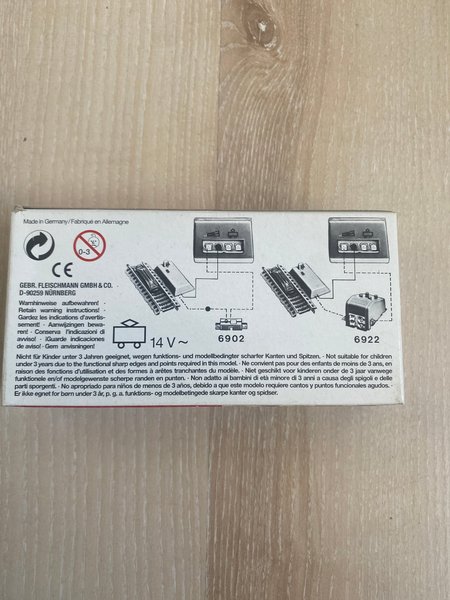 Made in Germany/Fabriqué en Allemagne
0-3
CE
GEBR. FLEISCHMANN GMBH & CO.
D-90259 NÜRNBERG
Warnhinweise aufbewahren! ·
Retain warning instructions! ·
Gardez les indications d'avertis-
sement! · Aanwijzingen bewa-
ren! · Conserva l'indicazioni di
avviso! · ¡Guarde indicaciones
de aviso! · Gem anvisninger!
14 V~
6902
6922
Nicht für Kinder unter 3 Jahren geeignet, wegen funktions- und modellbedingter scharfer Kanten und Spitzen. · Not suitable for children
under 3 years due to the functional sharp edges and points required in this model. · Ne convient pas pour des enfants de moins de 3 ans, en
raison des fonctions d'utilisation et des formes à arêtes tranchantes du modèle. · Niet geschikt voor kinderen onder de 3 jaar vanwege
funktionele en/of modelgewenste scherpe randen en punten. · Non adatto ai bambini di età minore di 3 anni a causa degli spigoli e delle
parti sporgenti. · No apropriado para niños de menos de 3 años, debido a que este modelo requiere cantos y puntos funcionales agudos. ·
Er ikke egnet for børn under 3 år, p. g. a. funktions- og modelbetingede skarpe kanter og spidser.